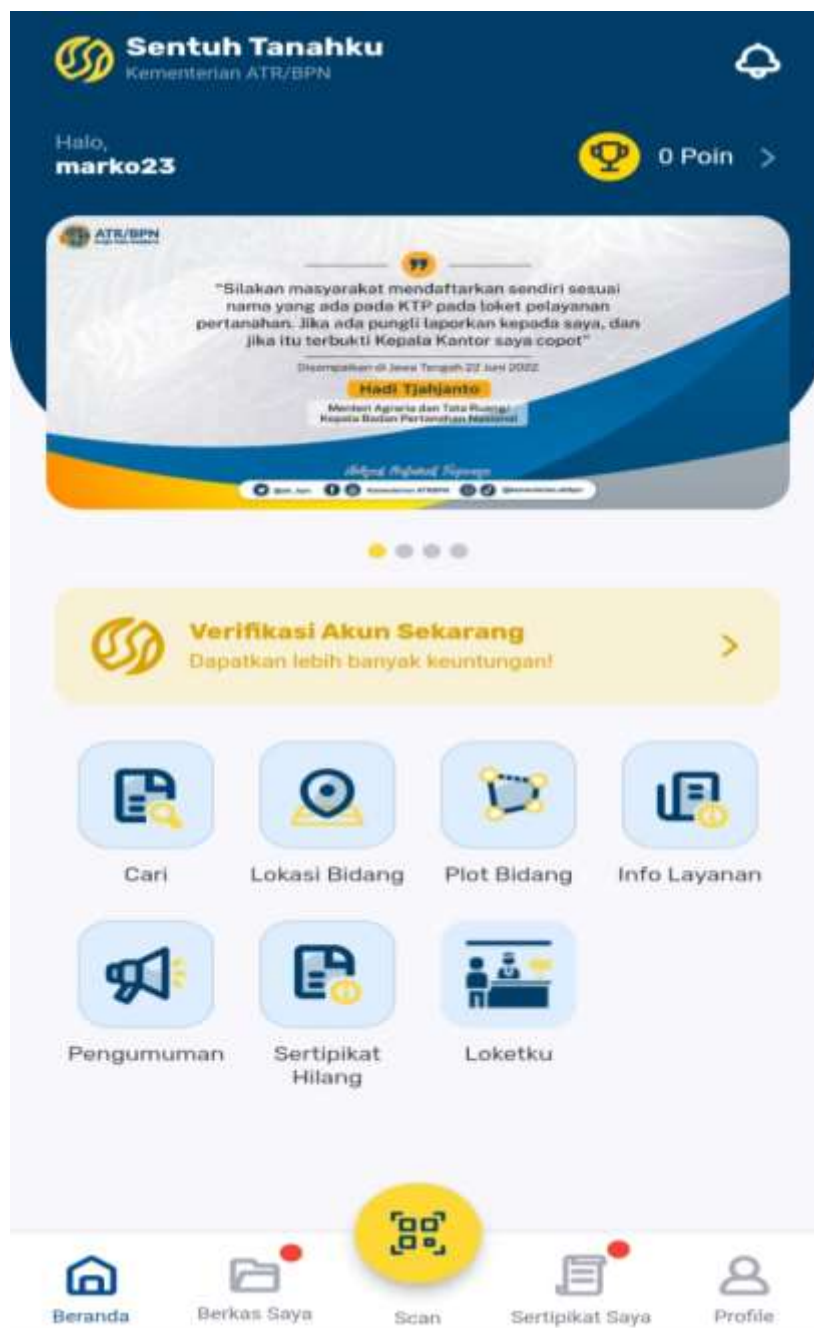 Sentuh Tanahku
Kementerian ATR/BPN
Halo,
marko23
0 Poin >
ATR/BPN
"Silakan masyarakat mendaftarkan sendiri sesuai
nama yang ada pada KTP pada loket pelayanan
pertanahan. Jika ada pungli laporkan kepada saya, dan
jika itu terbukti Kepala Kantor saya copot"
Disampaikan di Jawa Tengah 22 Juni 2022
Hadi Tjahjanto
Menteri Agraria dan Tata Ruang/
Kepala Badan Pertanahan Nasional
Verifikasi Akun Sekarang
Dapatkan lebih banyak keuntungan!
Cari
Lokasi Bidang
Plot Bidang
Info Layanan
Pengumuman
Sertipikat
Hilang
Loketku
Beranda
Berkas Saya
Scan
Sertipikat Saya
Profile